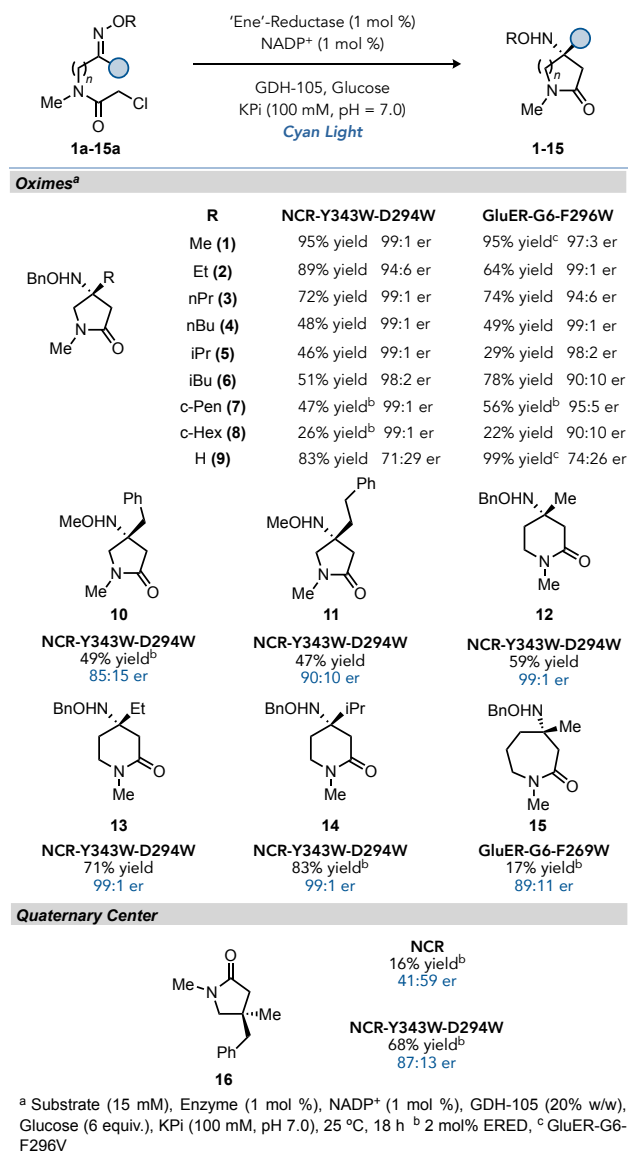 'Ene'-Reductase (1 mol %)
NADP⁺ (1 mol %)
GDH-105, Glucose
KPi (100 mM, pH = 7.0)
Cyan Light
N OR
( )n
N
Me
Cl
O
1a-15a
ROHN
( )n
N
Me
O
1-15
Oximesᵃ
R NCR-Y343W-D294W GluER-G6-F296W
Me (1) 95% yield 99:1 er 95% yieldᶜ 97:3 er
Et (2) 89% yield 94:6 er 64% yield 99:1 er
nPr (3) 72% yield 99:1 er 74% yield 94:6 er
nBu (4) 48% yield 99:1 er 49% yield 99:1 er
iPr (5) 46% yield 99:1 er 29% yield 98:2 er
iBu (6) 51% yield 98:2 er 78% yield 90:10 er
c-Pen (7) 47% yieldᵇ 99:1 er 56% yieldᵇ 95:5 er
c-Hex (8) 26% yieldᵇ 99:1 er 22% yield 90:10 er
H (9) 83% yield 71:29 er 99% yieldᶜ 74:26 er
BnOHN R
N
Me O
Ph
MeOHN
N
Me O
10
NCR-Y343W-D294W
49% yieldᵇ
85:15 er
Ph
MeOHN
N
Me O
11
NCR-Y343W-D294W
47% yield
90:10 er
BnOHN Me
N O
Me
12
NCR-Y343W-D294W
59% yield
99:1 er
BnOHN Et
N O
Me
13
NCR-Y343W-D294W
71% yield
99:1 er
BnOHN iPr
N O
Me
14
NCR-Y343W-D294W
83% yieldᵇ
99:1 er
BnOHN
Me
N O
Me
15
GluER-G6-F269W
17% yieldᵇ
89:11 er
Quaternary Center
O
Me N
Me
Ph
16
NCR
16% yieldᵇ
41:59 er
NCR-Y343W-D294W
68% yieldᵇ
87:13 er
ᵃ Substrate (15 mM), Enzyme (1 mol %), NADP⁺ (1 mol %), GDH-105 (20% w/w),
Glucose (6 equiv.), KPi (100 mM, pH 7.0), 25 ºC, 18 h ᵇ 2 mol% ERED, ᶜ GluER-G6-
F296V